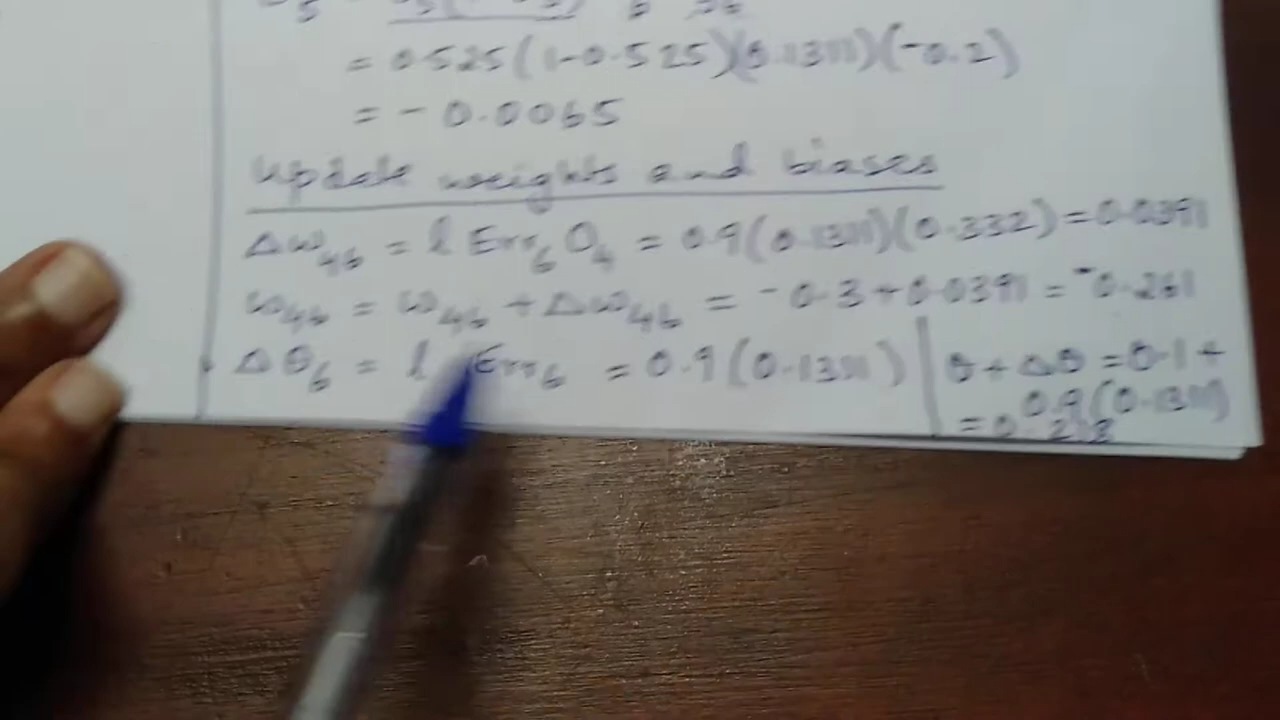 = 0.525(1-0.525)(0.1311)(-0.2)
= -0.0065
Update weights and biases
Δw46 = l Err6 O4 = 0.9(0.1311)(0.332) = 0.0391
w46 = w46 + Δw46 = -0.3 + 0.0391 = -0.261
Δθ6 = l Err6 = 0.9(0.1311)
θ + Δθ = 0.1 +
0.9(0.1311)
= 0.218